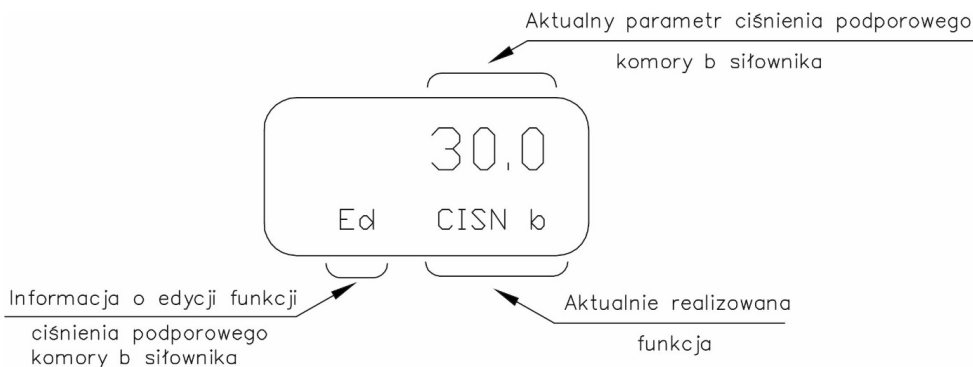 Aktualny parametr ciśnienia podporowego
komory b siłownika
30.0
Ed CISN b
Informacja o edycji funkcji
ciśnienia podporowego
komory b siłownika
Aktualnie realizowana
funkcja